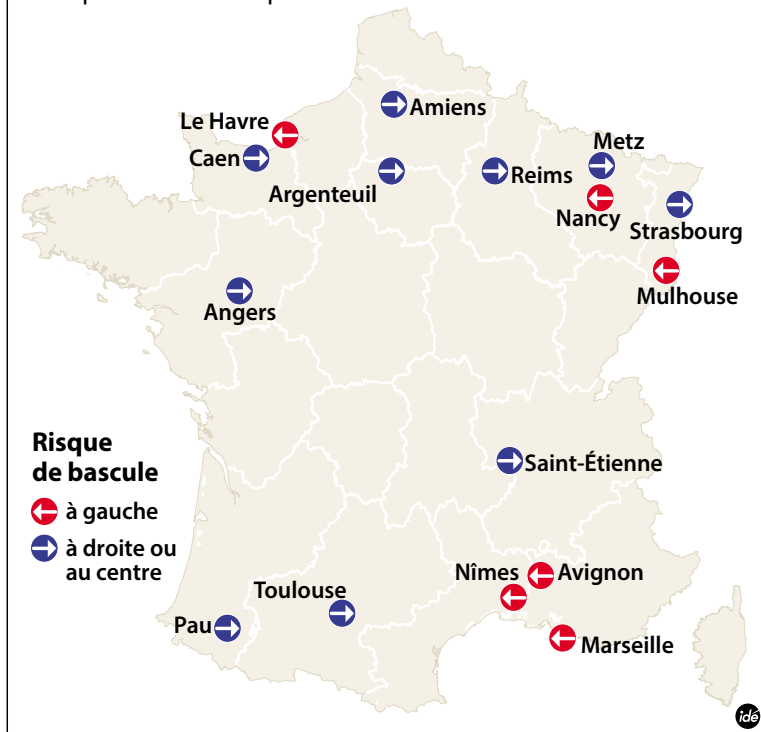 Amiens
Le Havre
Metz
Caen
Reims
Argenteuil
Nancy
Strasbourg
Mulhouse
Angers
Risque
de bascule
à gauche
à droite ou
au centre
Saint-Étienne
Nîmes
Avignon
Toulouse
Pau
Marseille
idé